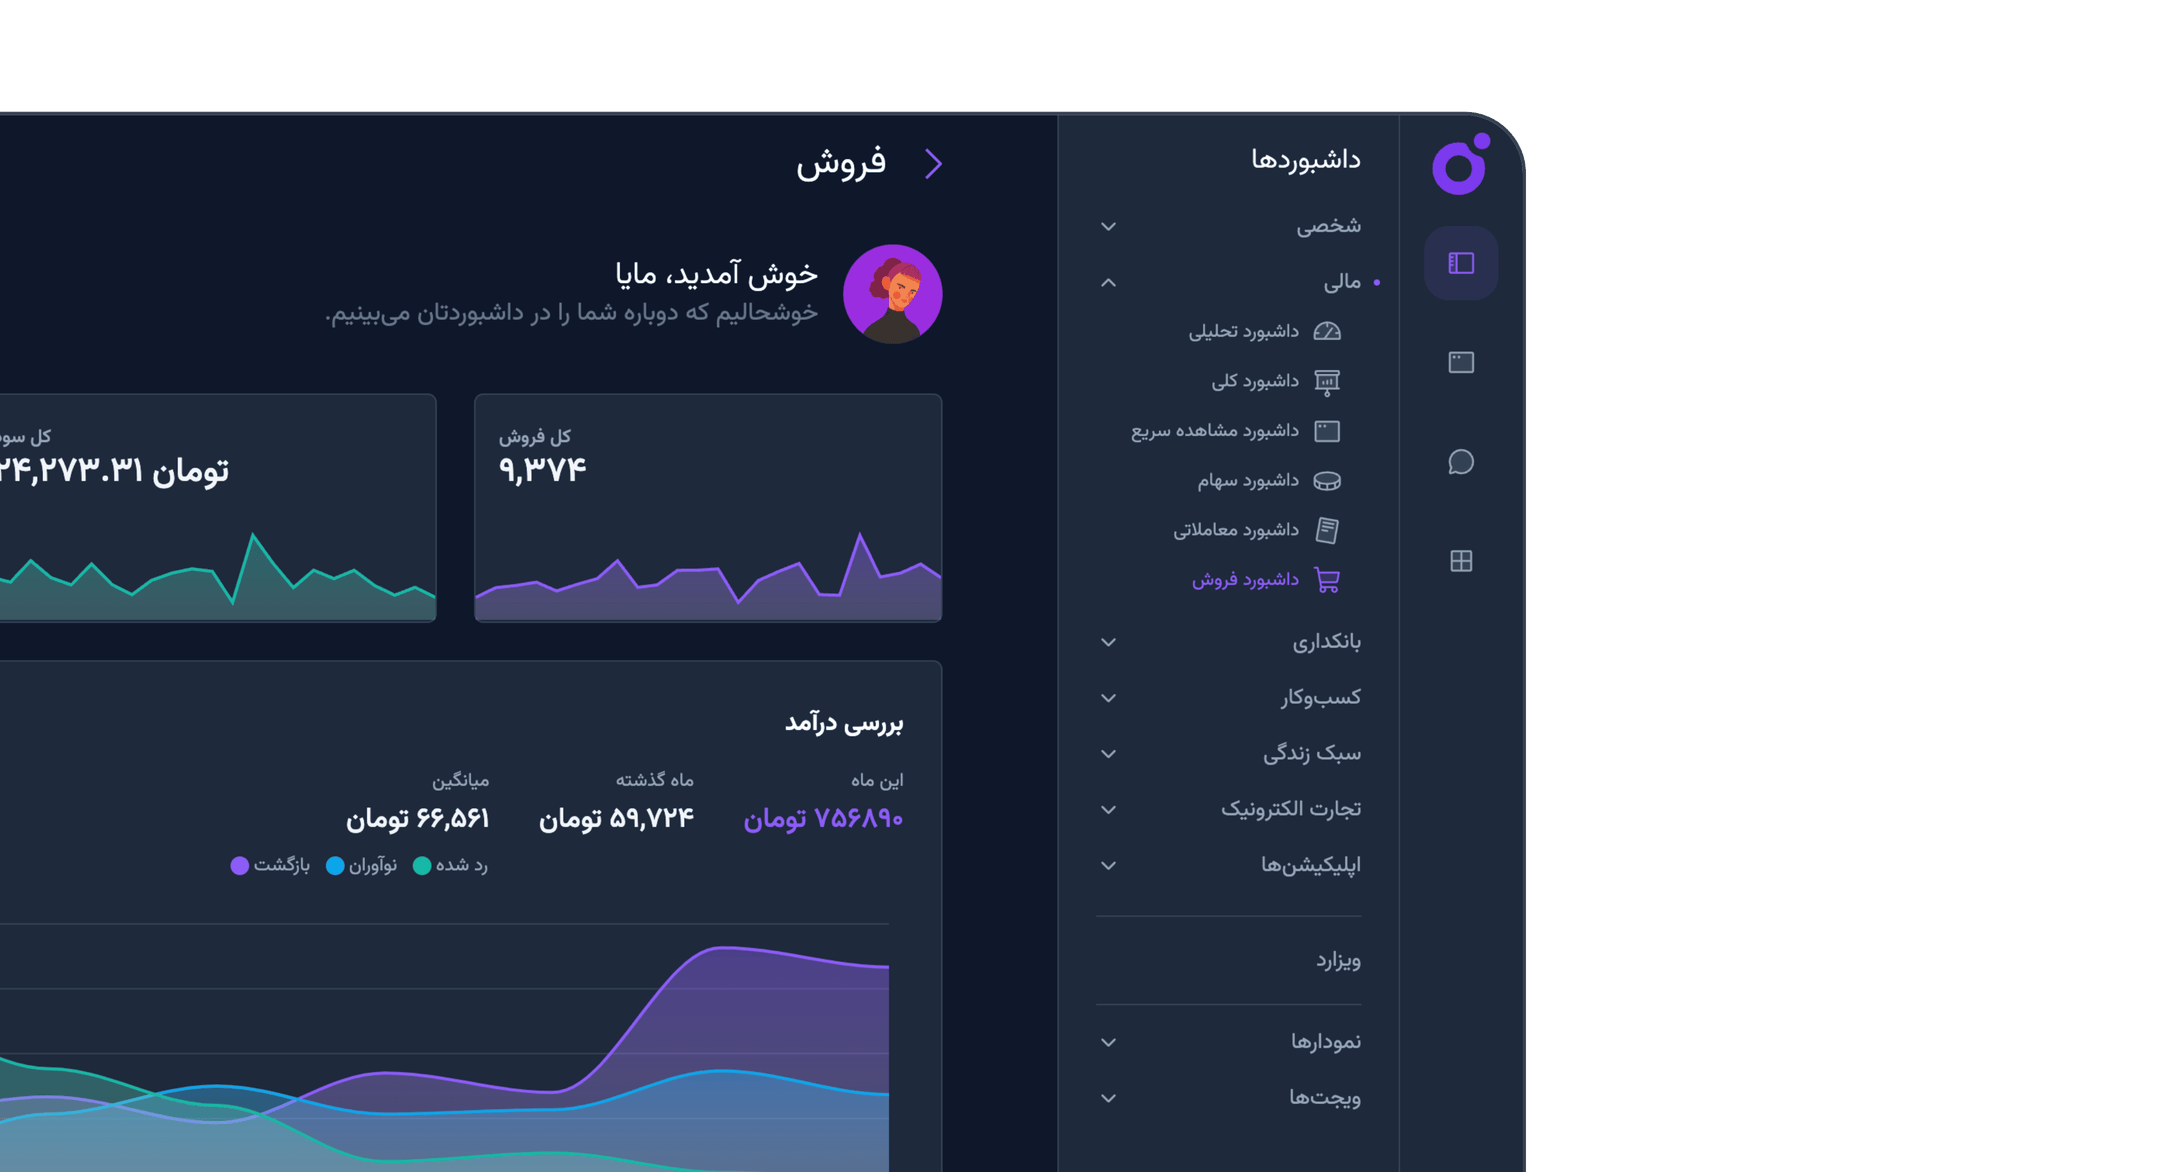 داشبوردها
شخصی
مالی
داشبورد تحلیلی
داشبورد کلی
داشبورد مشاهده سریع
داشبورد سهام
داشبورد معاملاتی
داشبورد فروش
بانکداری
کسب‌وکار
سبک زندگی
تجارت الکترونیک
اپلیکیشن‌ها
ویزارد
نمودارها
ویجت‌ها
فروش
خوش آمدید، مایا
خوشحالیم که دوباره شما را در داشبوردتان می‌بینیم.
کل فروش
۹,۳۷۴
کل سود
تومان ۲۴,۲۷۳.۳۱
بررسی درآمد
این ماه
۷۵۶۸۹۰ تومان
ماه گذشته
۵۹,۷۲۴ تومان
میانگین
۶۶,۵۶۱ تومان
رد شده نوآوران بازگشت